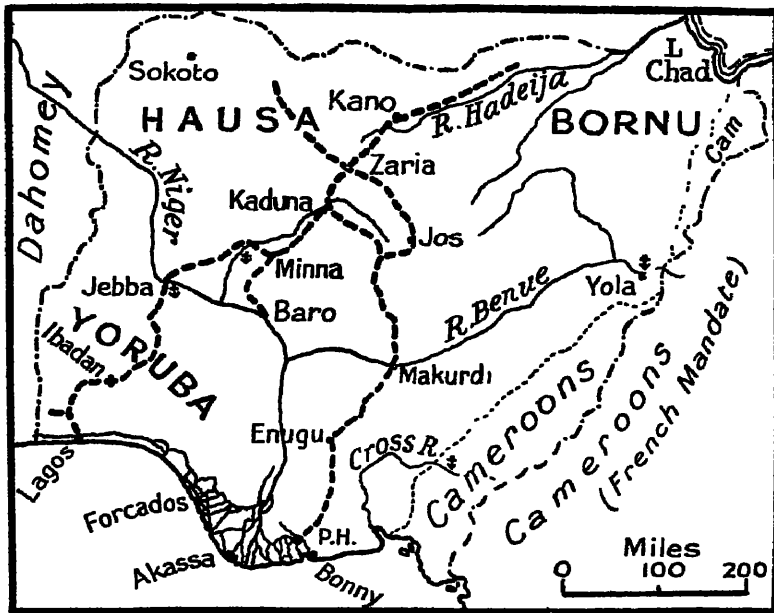 L
Chad
Sokoto
Kano
R. Hadeija
HAUSA
BORNU
Cam
Dahomey
R. Niger
Zaria
Kaduna
Jos
Minna
Jebba
Yola
Baro
R. Benue
YORUBA
Ibadan
Makurdi
Enugu
Cross R.
Cameroons
Cameroons
(French Mandate)
Lagos
Forcados
P.H.
Akassa
Bonny
Miles
0 100 200